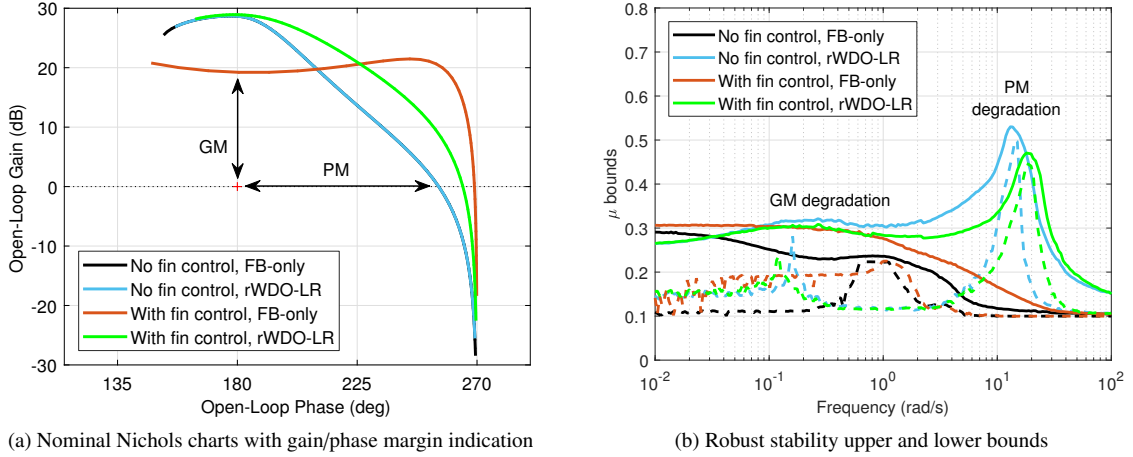 30
20
10
0
-10
-20
-30
Open-Loop Gain (dB)
GM
PM
No fin control, FB-only
No fin control, rWDO-LR
With fin control, FB-only
With fin control, rWDO-LR
135
180
225
270
Open-Loop Phase (deg)
(a) Nominal Nichols charts with gain/phase margin indication
0.8
0.7
0.6
0.5
0.4
0.3
0.2
0.1
0
μ bounds
No fin control, FB-only
No fin control, rWDO-LR
With fin control, FB-only
With fin control, rWDO-LR
PM
degradation
GM degradation
10^-2
10^-1
10^0
10^1
10^2
Frequency (rad/s)
(b) Robust stability upper and lower bounds